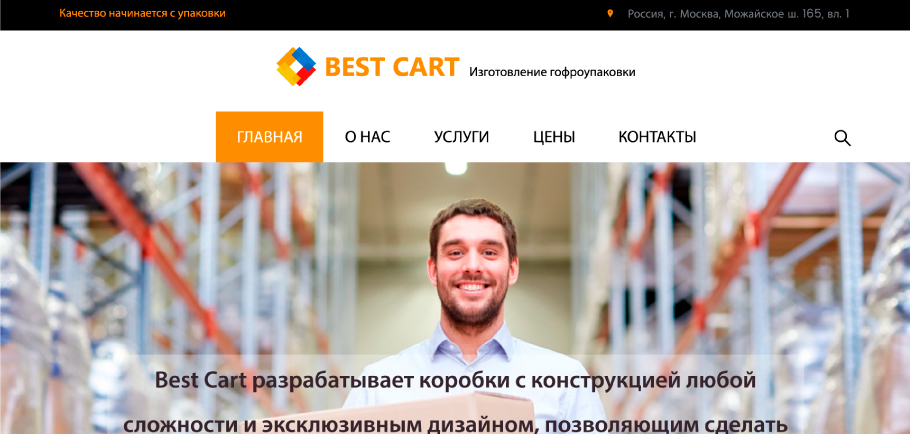 Качество начинается с упаковки
Россия, г. Москва, Можайское ш. 165, вл. 1
BEST CART Изготовление гофроупаковки
ГЛАВНАЯ О НАС УСЛУГИ ЦЕНЫ КОНТАКТЫ
Best Cart разрабатывает коробки с конструкцией любой
сложности и эксклюзивным дизайном, позволяющим сделать